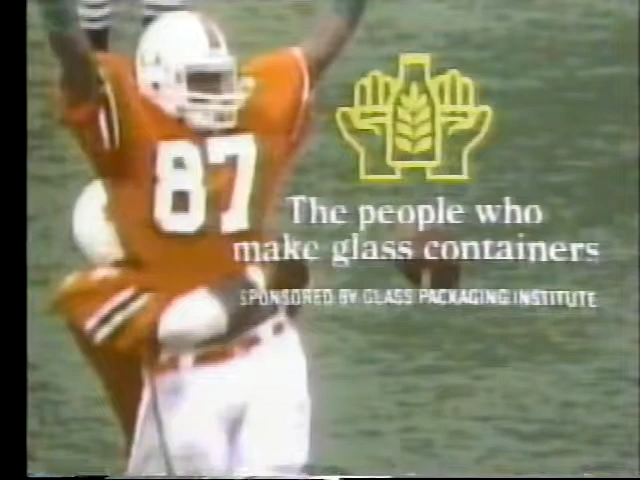 87
The people who
make glass containers
SPONSORED BY GLASS PACKAGING INSTITUTE